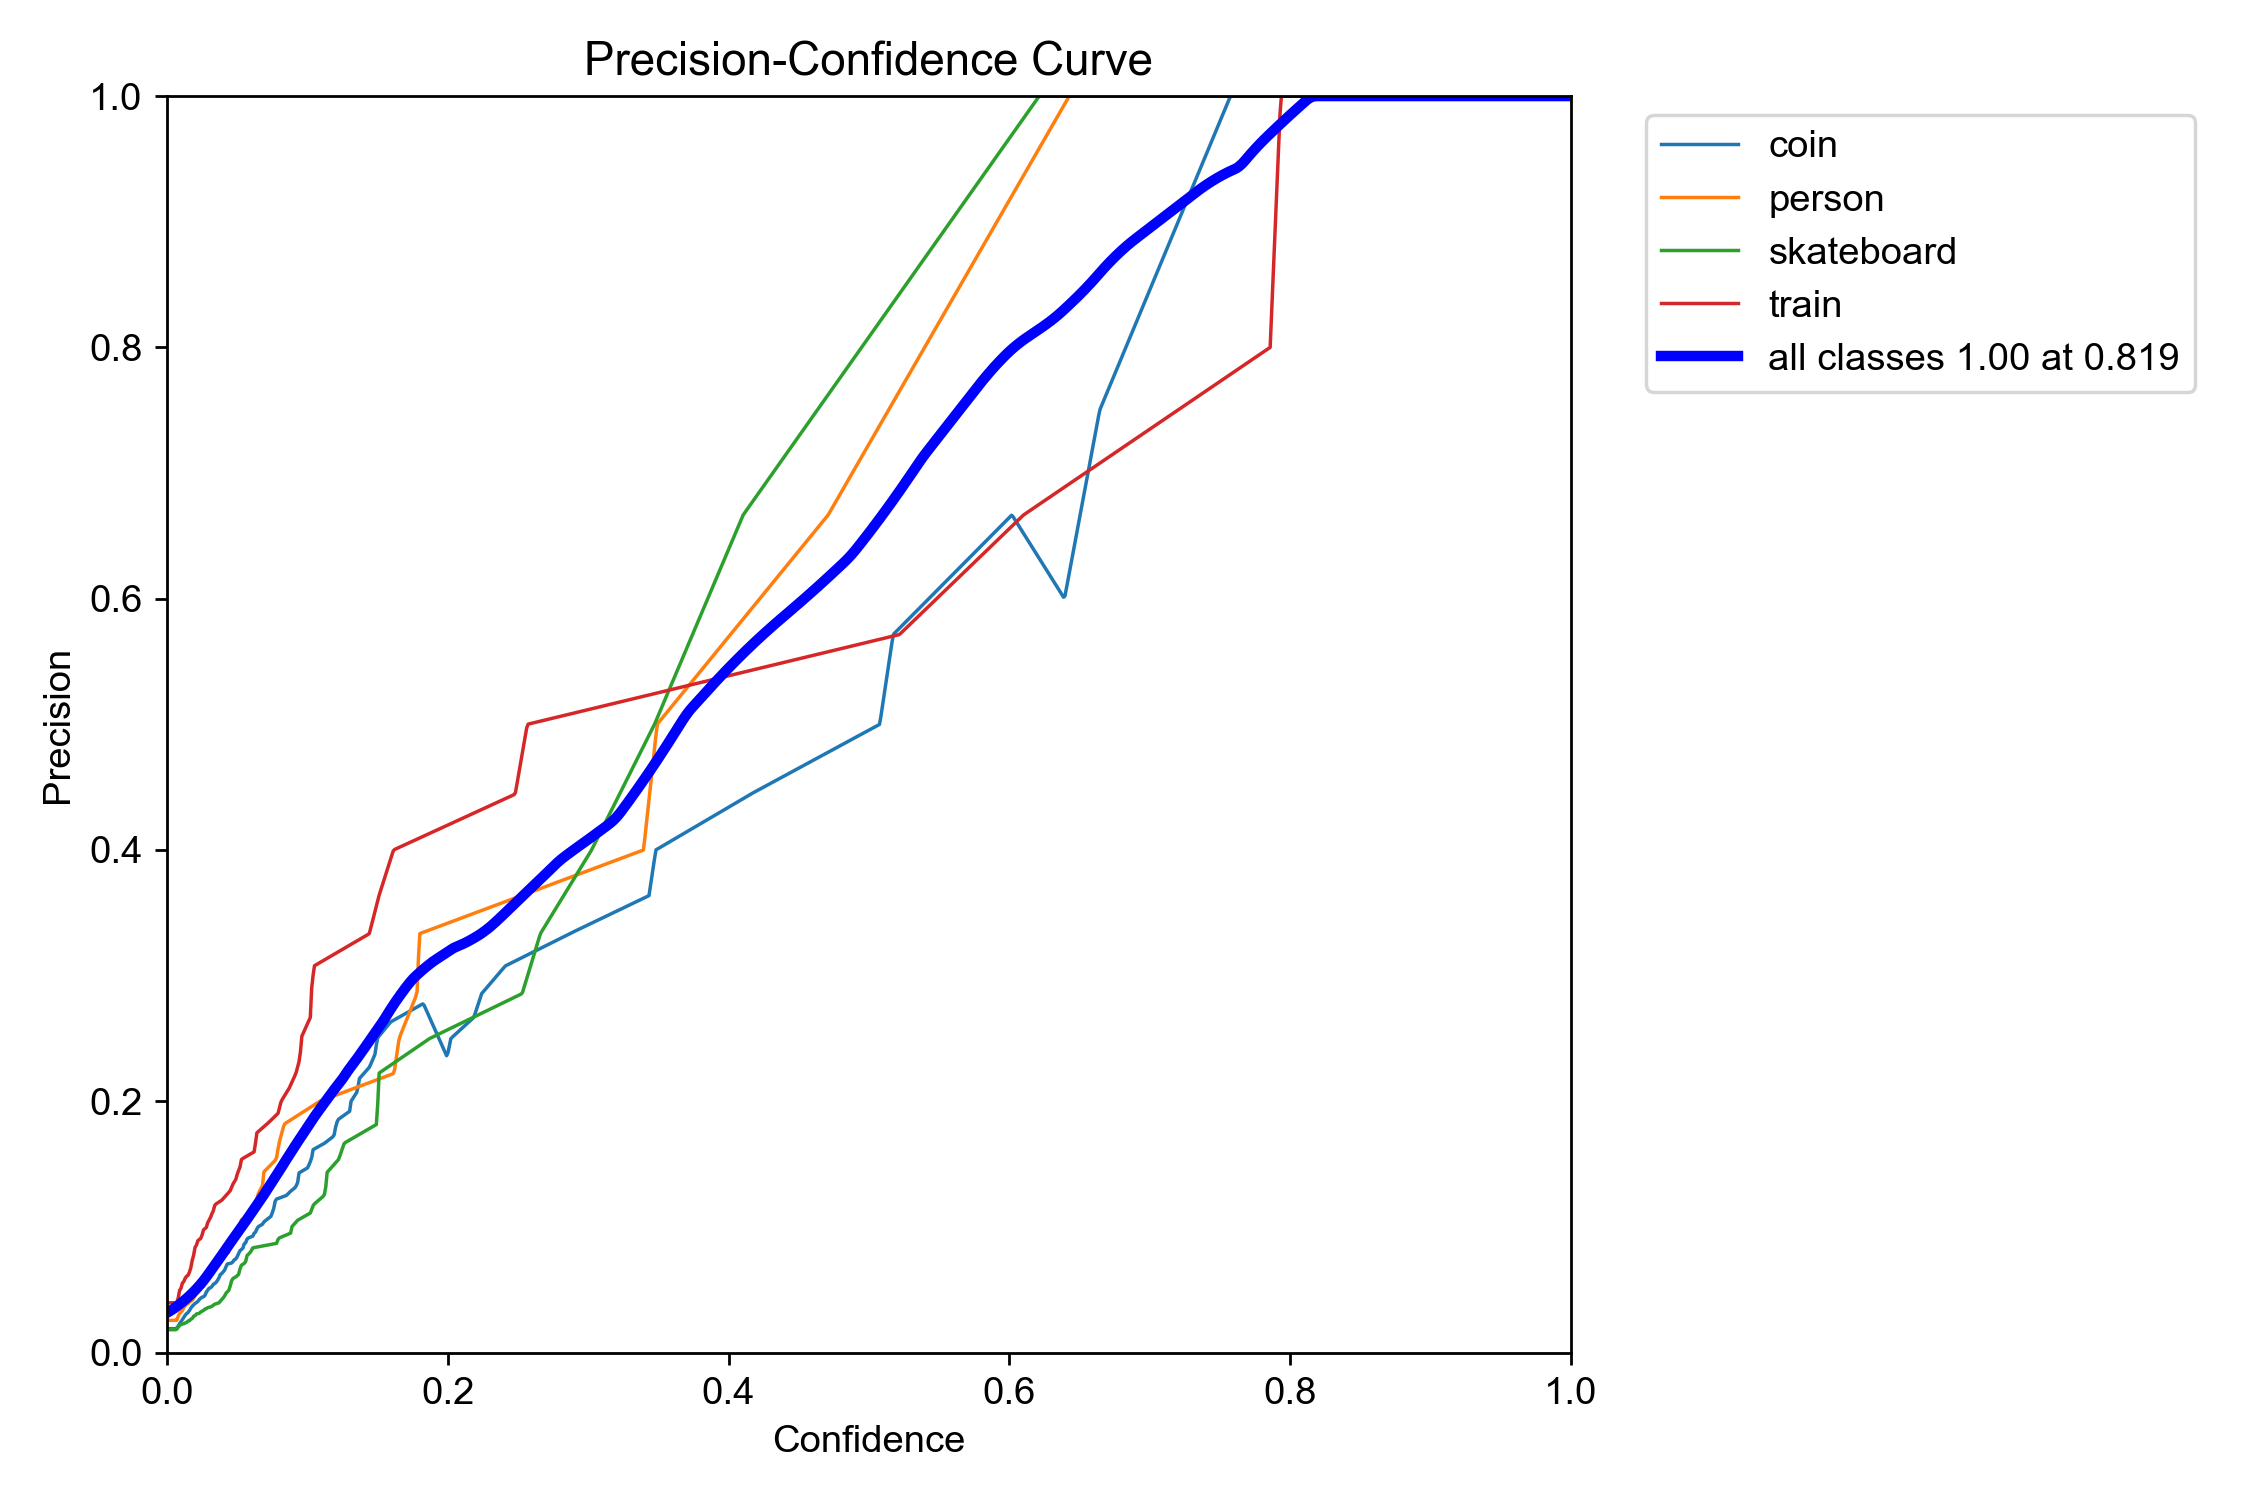 Precision-Confidence Curve
1.0
0.8
0.6
0.4
0.2
0.0
Precision
0.0 0.2 0.4 0.6 0.8 1.0
Confidence
coin
person
skateboard
train
all classes 1.00 at 0.819